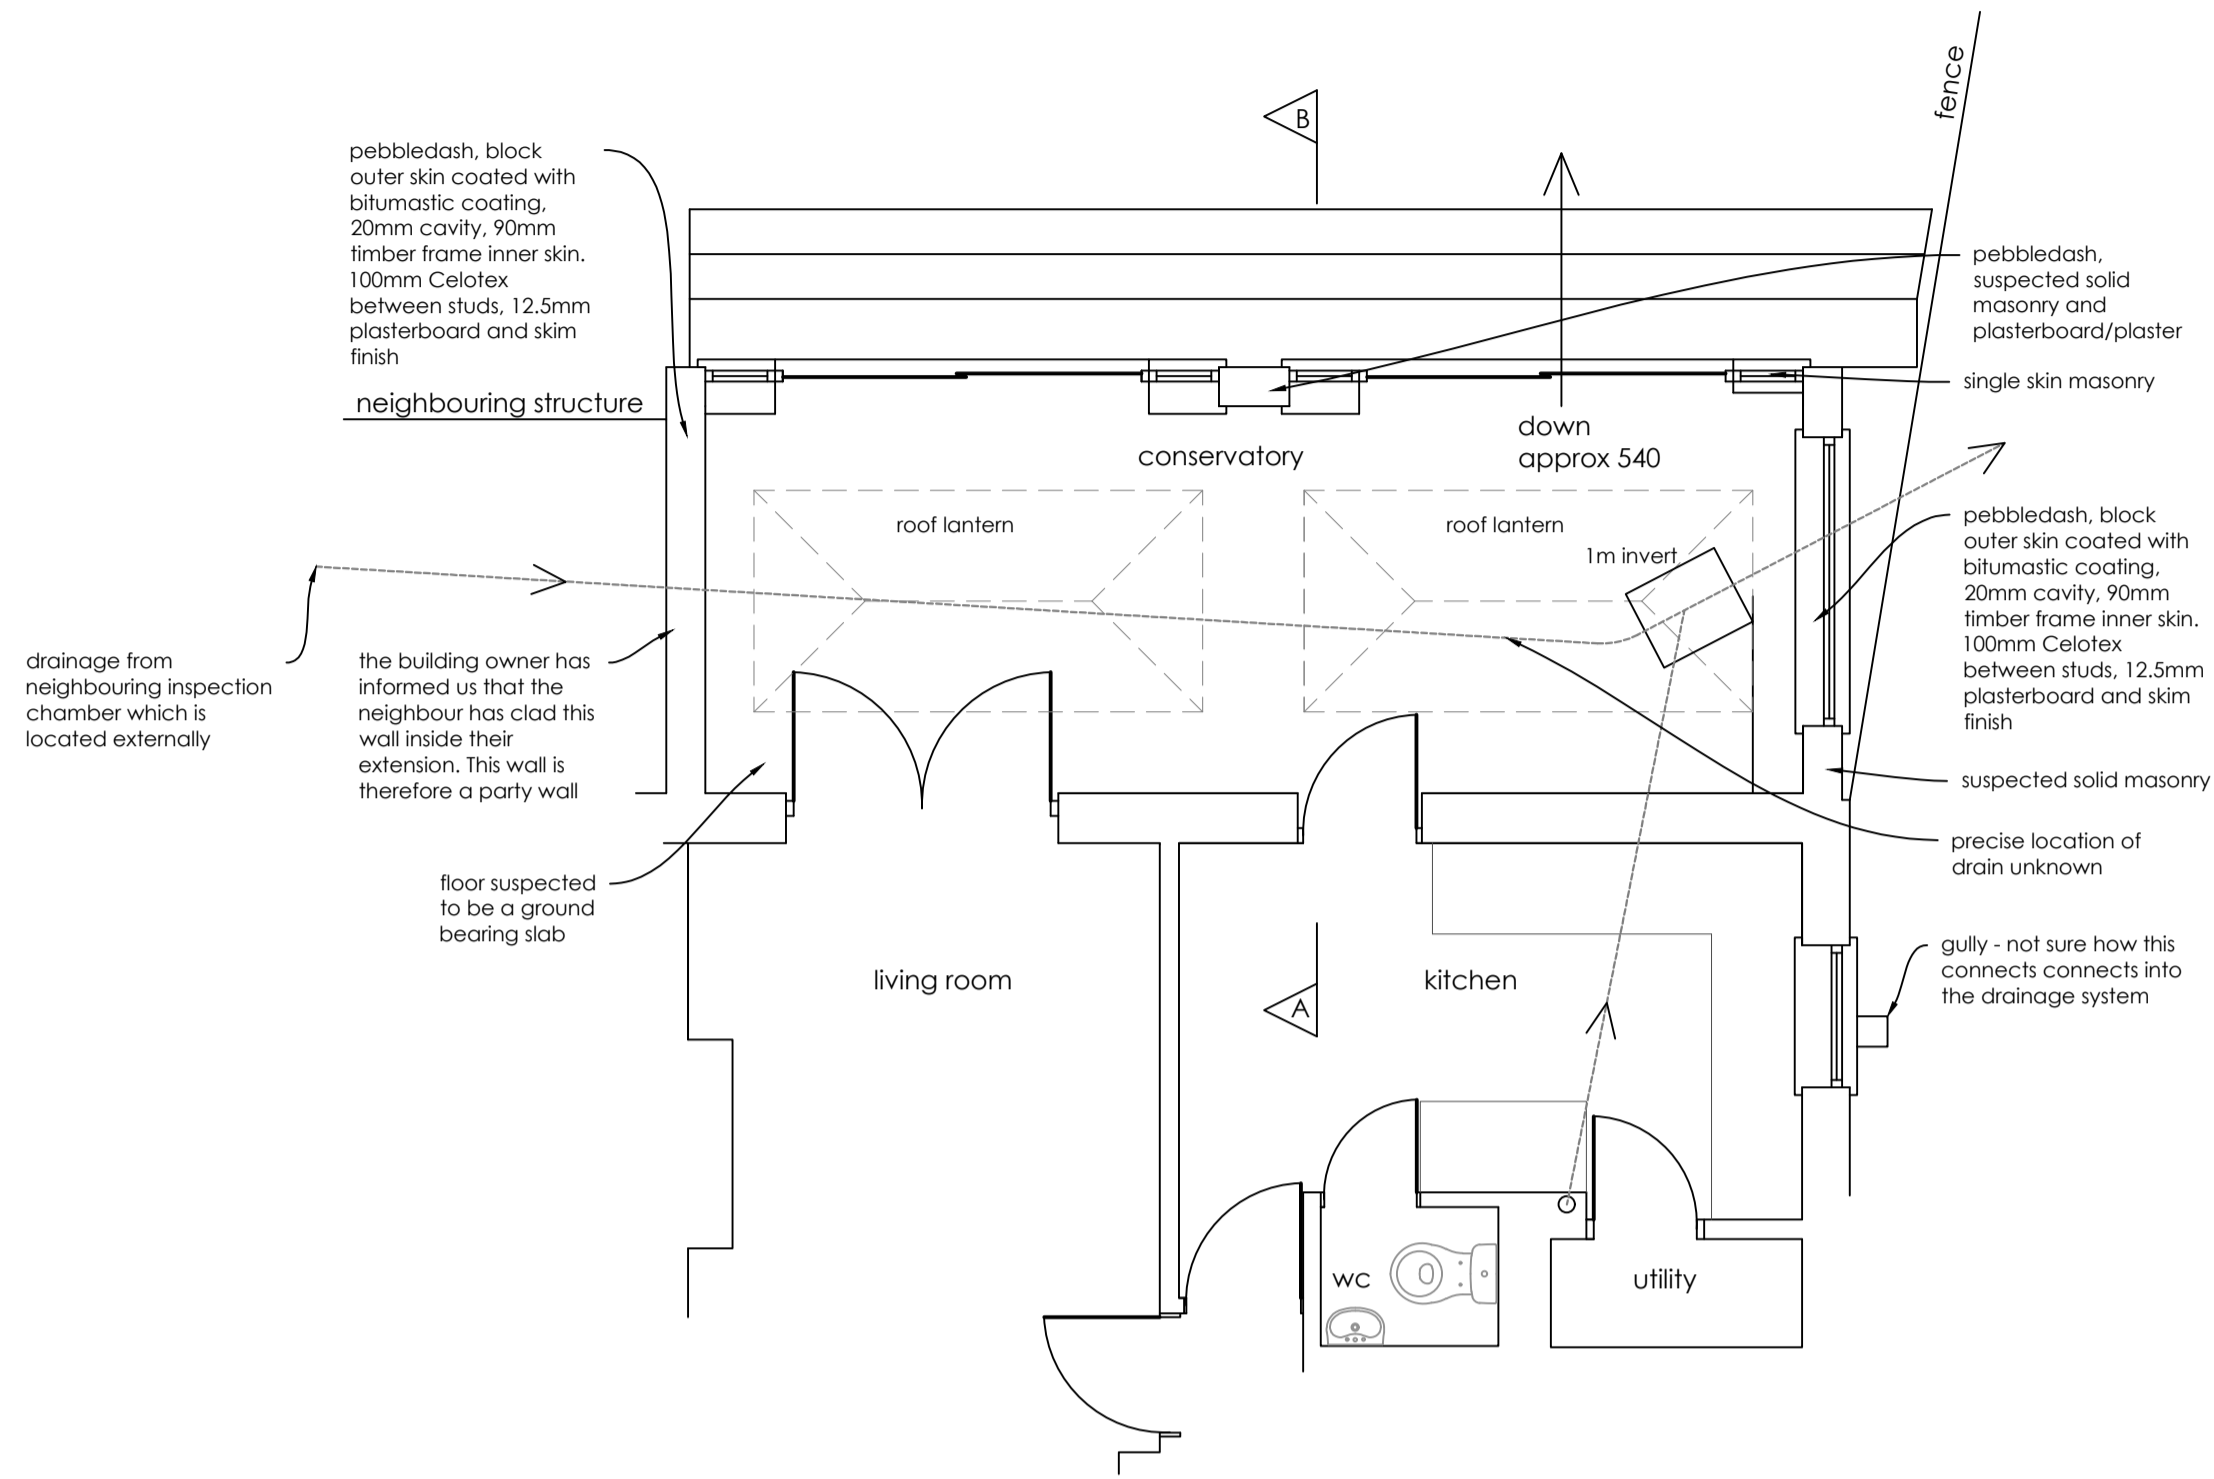 fence
B
pebbledash, block
outer skin coated with
bitumastic coating,
20mm cavity, 90mm
timber frame inner skin.
100mm Celotex
between studs, 12.5mm
plasterboard and skim
finish
pebbledash,
suspected solid
masonry and
plasterboard/plaster
single skin masonry
neighbouring structure
down
approx 540
conservatory
roof lantern
roof lantern
1m invert
pebbledash, block
outer skin coated with
bitumastic coating,
20mm cavity, 90mm
timber frame inner skin.
100mm Celotex
between studs, 12.5mm
plasterboard and skim
finish
drainage from
neighbouring inspection
chamber which is
located externally
the building owner has
informed us that the
neighbour has clad this
wall inside their
extension. This wall is
therefore a party wall
suspected solid masonry
precise location of
drain unknown
floor suspected
to be a ground
bearing slab
gully - not sure how this
connects connects into
the drainage system
living room
kitchen
A
wc
utility